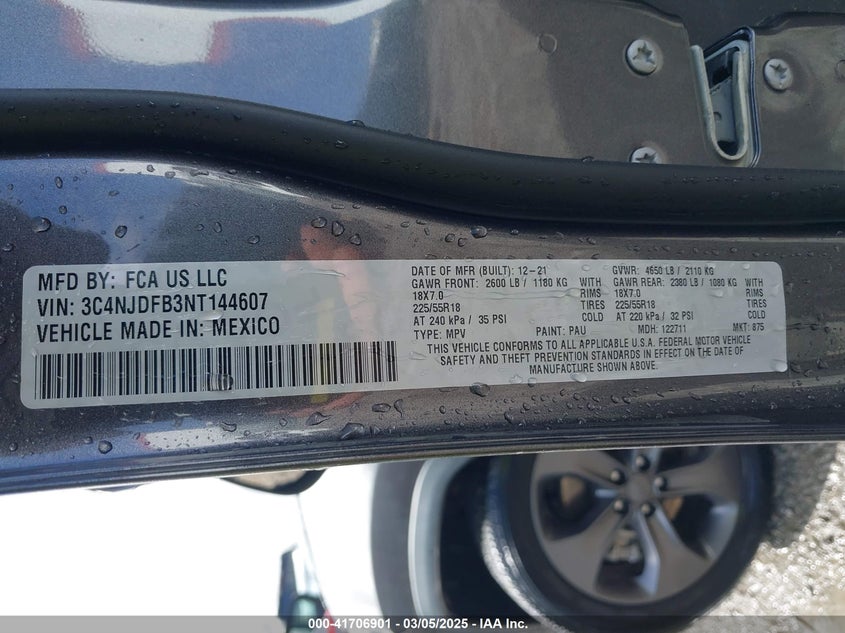 MFD BY: FCA US LLC
VIN: 3C4NJDFB3NT144607
VEHICLE MADE IN: MEXICO
DATE OF MFR (BUILT): 12-21 GVWR: 4650 LB / 2110 KG
GAWR FRONT: 2600 LB / 1180 KG GAWR REAR: 2380 LB / 1080 KG
18X7.0 18X7.0
225/55R18 TIRES 225/55R18 TIRES
AT 240 kPa / 35 PSI COLD AT 220 kPa / 32 PSI COLD
TYPE: MPV PAINT: PAU MDH: 122711 MKT: 875
THIS VEHICLE CONFORMS TO ALL APPLICABLE U.S.A. FEDERAL MOTOR VEHICLE
SAFETY AND THEFT PREVENTION STANDARDS IN EFFECT ON THE DATE OF
MANUFACTURE SHOWN ABOVE.
000-41706901 - 03/05/2025 - IAA Inc.